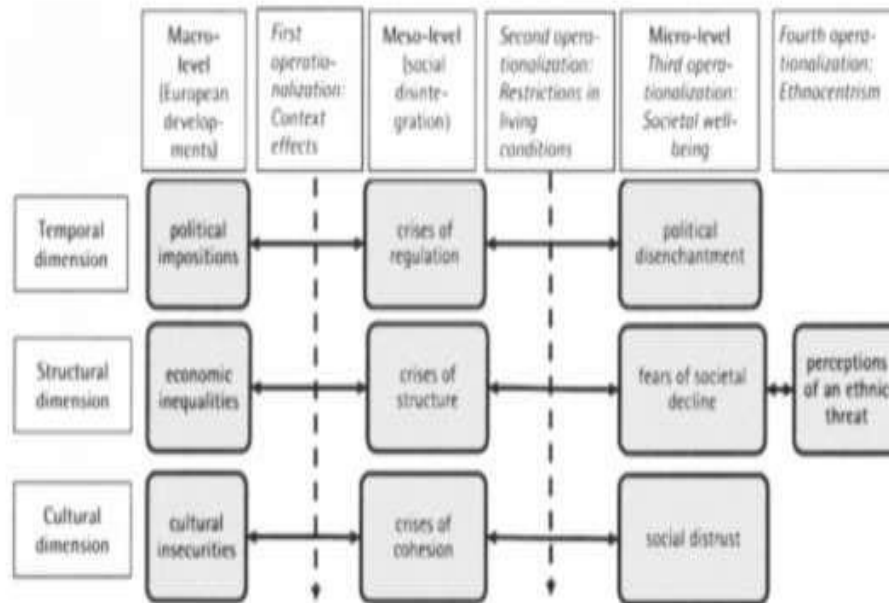 Macro-
level
(European
develop-
ments)
First
operatio-
nalization:
Context
effects
Meso-level
(social
disinte-
gration)
Second opera-
tionalization:
Restrictions in
living
conditions
Micro-level
Third operati-
onalization:
Societal well-
being
Fourth opera-
tionalization:
Ethnocentrism
Temporal
dimension
political
impositions
crises of
regulation
political
disenchantment
Structural
dimension
economic
inequalities
crises of
structure
fears of societal
decline
perceptions
of an ethnic
threat
Cultural
dimension
cultural
insecurities
crises of
cohesion
social distrust